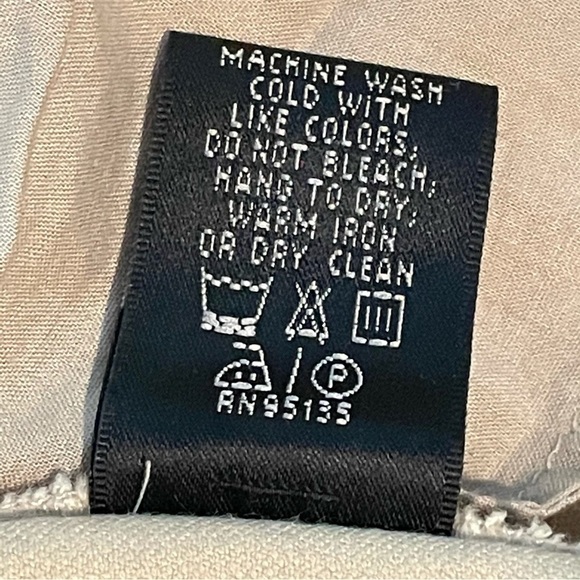 MACHINE WASH
COLD WITH
LIKE COLORS;
DO NOT BLEACH;
HANG TO DRY;
WARM IRON
OR DRY CLEAN
/ P
RN95135